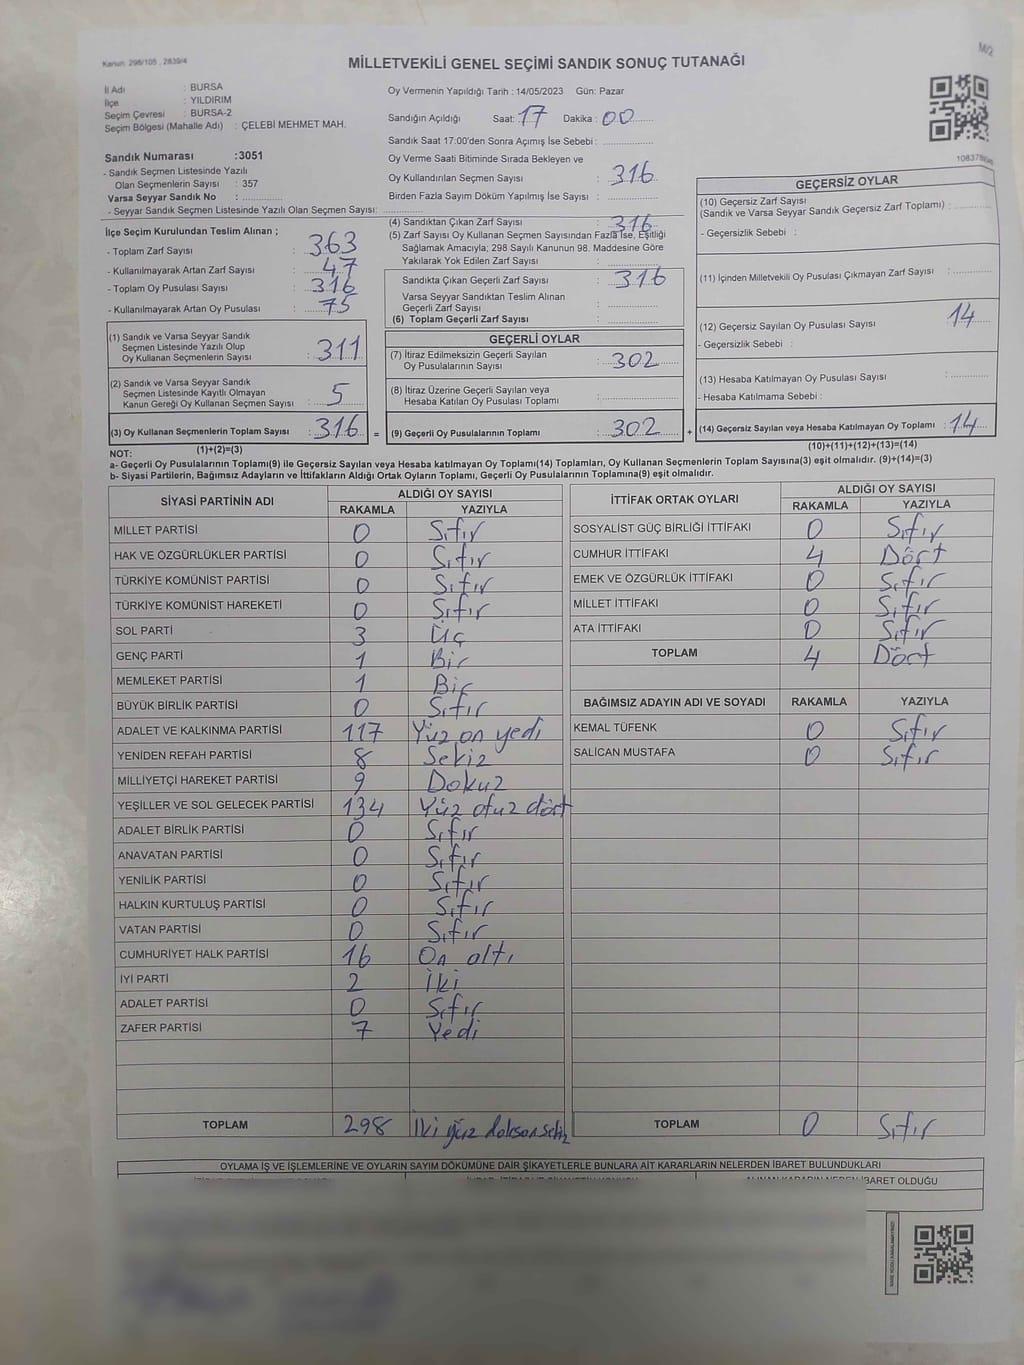 Kanun: 298/105 , 2839/4
M/2
MİLLETVEKİLİ GENEL SEÇİMİ SANDIK SONUÇ TUTANAĞI
İl Adı : BURSA
İlçe : YILDIRIM
Seçim Çevresi : BURSA-2
Seçim Bölgesi (Mahalle Adı) : ÇELEBİ MEHMET MAH.
Sandık Numarası :3051
- Sandık Seçmen Listesinde Yazılı
Olan Seçmenlerin Sayısı : 357
Varsa Seyyar Sandık No :
- Seyyar Sandık Seçmen Listesinde Yazılı Olan Seçmen Sayısı:
Oy Vermenin Yapıldığı Tarih : 14/05/2023 Gün: Pazar
Sandığın Açıldığı Saat: 17 Dakika : 00
Sandık Saat 17:00'den Sonra Açımış İse Sebebi :
Oy Verme Saati Bitiminde Sırada Bekleyen ve
Oy Kullandırılan Seçmen Sayısı : 316
Birden Fazla Sayım Döküm Yapılmış İse Sayısı :
İlçe Seçim Kurulundan Teslim Alınan ;
- Toplam Zarf Sayısı : 363
- Kullanılmayarak Artan Zarf Sayısı : 47
- Toplam Oy Pusulası Sayısı : 316
- Kullanılmayarak Artan Oy Pusulası : 75
(4) Sandıktan Çıkan Zarf Sayısı : 316
(5) Zarf Sayısı Oy Kullanan Seçmen Sayısından Fazla İse, Eşitliği
Sağlamak Amacıyla; 298 Sayılı Kanunun 98. Maddesine Göre
Yakılarak Yok Edilen Zarf Sayısı :
Sandıkta Çıkan Geçerli Zarf Sayısı : 316
Varsa Seyyar Sandıktan Teslim Alınan
Geçerli Zarf Sayısı :
(6) Toplam Geçerli Zarf Sayısı :
GEÇERSİZ OYLAR
(10) Geçersiz Zarf Sayısı
(Sandık ve Varsa Seyyar Sandık Geçersiz Zarf Toplamı) :
- Geçersizlik Sebebi :
(11) İçinden Milletvekili Oy Pusulası Çıkmayan Zarf Sayısı :
(12) Geçersiz Sayılan Oy Pusulası Sayısı : 14
- Geçersizlik Sebebi :
(13) Hesaba Katılmayan Oy Pusulası Sayısı :
- Hesaba Katılmama Sebebi :
(14) Geçersiz Sayılan veya Hesaba Katılmayan Oy Toplamı : 14
(10)+(11)+(12)+(13)=(14)
(1) Sandık ve Varsa Seyyar Sandık
Seçmen Listesinde Yazılı Olup
Oy Kullanan Seçmenlerin Sayısı : 311
(2) Sandık ve Varsa Seyyar Sandık
Seçmen Listesinde Kayıtlı Olmayan
Kanun Gereği Oy Kullanan Seçmen Sayısı : 5
(3) Oy Kullanan Seçmenlerin Toplam Sayısı : 316 =
(1)+(2)=(3)
GEÇERLİ OYLAR
(7) İtiraz Edilmeksizin Geçerli Sayılan
Oy Pusulalarının Sayısı : 302
(8) İtiraz Üzerine Geçerli Sayılan veya
Hesaba Katılan Oy Pusulası Toplamı :
(9) Geçerli Oy Pusulalarının Toplamı : 302 +
NOT:
a- Geçerli Oy Pusulalarının Toplamı(9) ile Geçersiz Sayılan veya Hesaba katılmayan Oy Toplamı(14) Toplamları, Oy Kullanan Seçmenlerin Toplam Sayısına(3) eşit olmalıdır. (9)+(14)=(3)
b- Siyasi Partilerin, Bağımsız Adayların ve İttifakların Aldığı Ortak Oyların Toplamı, Geçerli Oy Pusulalarının Toplamına(9) eşit olmalıdır.
SİYASİ PARTİNİN ADI ALDIĞI OY SAYISI
RAKAMLA YAZIYLA
MİLLET PARTİSİ 0 Sıfır
HAK VE ÖZGÜRLÜKLER PARTİSİ 0 Sıfır
TÜRKİYE KOMÜNİST PARTİSİ 0 Sıfır
TÜRKİYE KOMÜNİST HAREKETİ 0 Sıfır
SOL PARTİ 3 Üç
GENÇ PARTİ 1 Bir
MEMLEKET PARTİSİ 1 Bir
BÜYÜK BİRLİK PARTİSİ 0 Sıfır
ADALET VE KALKINMA PARTİSİ 117 Yüz on yedi
YENİDEN REFAH PARTİSİ 8 Sekiz
MİLLİYETÇİ HAREKET PARTİSİ 9 Dokuz
YEŞİLLER VE SOL GELECEK PARTİSİ 134 Yüz otuz dört
ADALET BİRLİK PARTİSİ 0 Sıfır
ANAVATAN PARTİSİ 0 Sıfır
YENİLİK PARTİSİ 0 Sıfır
HALKIN KURTULUŞ PARTİSİ 0 Sıfır
VATAN PARTİSİ 0 Sıfır
CUMHURİYET HALK PARTİSİ 16 On altı
İYİ PARTİ 2 İki
ADALET PARTİSİ 0 Sıfır
ZAFER PARTİSİ 7 Yedi
TOPLAM 298 İki yüz doksan sekiz
İTTİFAK ORTAK OYLARI ALDIĞI OY SAYISI
RAKAMLA YAZIYLA
SOSYALİST GÜÇ BİRLİĞİ İTTİFAKI 0 Sıfır
CUMHUR İTTİFAKI 4 Dört
EMEK VE ÖZGÜRLÜK İTTİFAKI 0 Sıfır
MİLLET İTTİFAKI 0 Sıfır
ATA İTTİFAKI 0 Sıfır
TOPLAM 4 Dört
BAĞIMSIZ ADAYIN ADI VE SOYADI RAKAMLA YAZIYLA
KEMAL TÜFENK 0 Sıfır
SALİCAN MUSTAFA 0 Sıfır
TOPLAM 0 Sıfır
OYLAMA İŞ VE İŞLEMLERİNE VE OYLARIN SAYIM DÖKÜMÜNE DAİR ŞİKAYETLERLE BUNLARA AİT KARARLARIN NELERDEN İBARET BULUNDUKLARI
ALINAN KARARIN NEDEN İBARET OLDUĞU